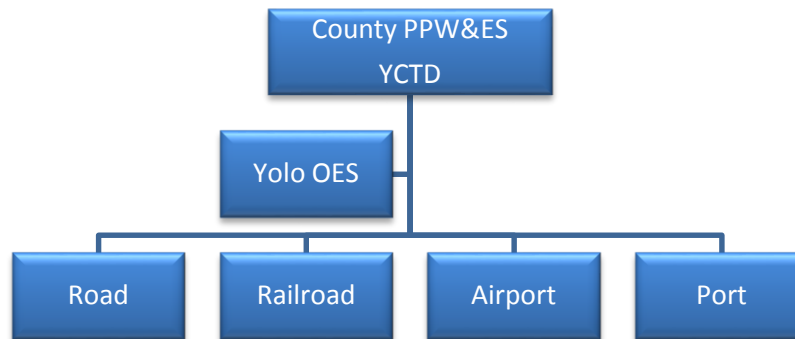 County PPW&ES
YCTD
Yolo OES
Road
Railroad
Airport
Port